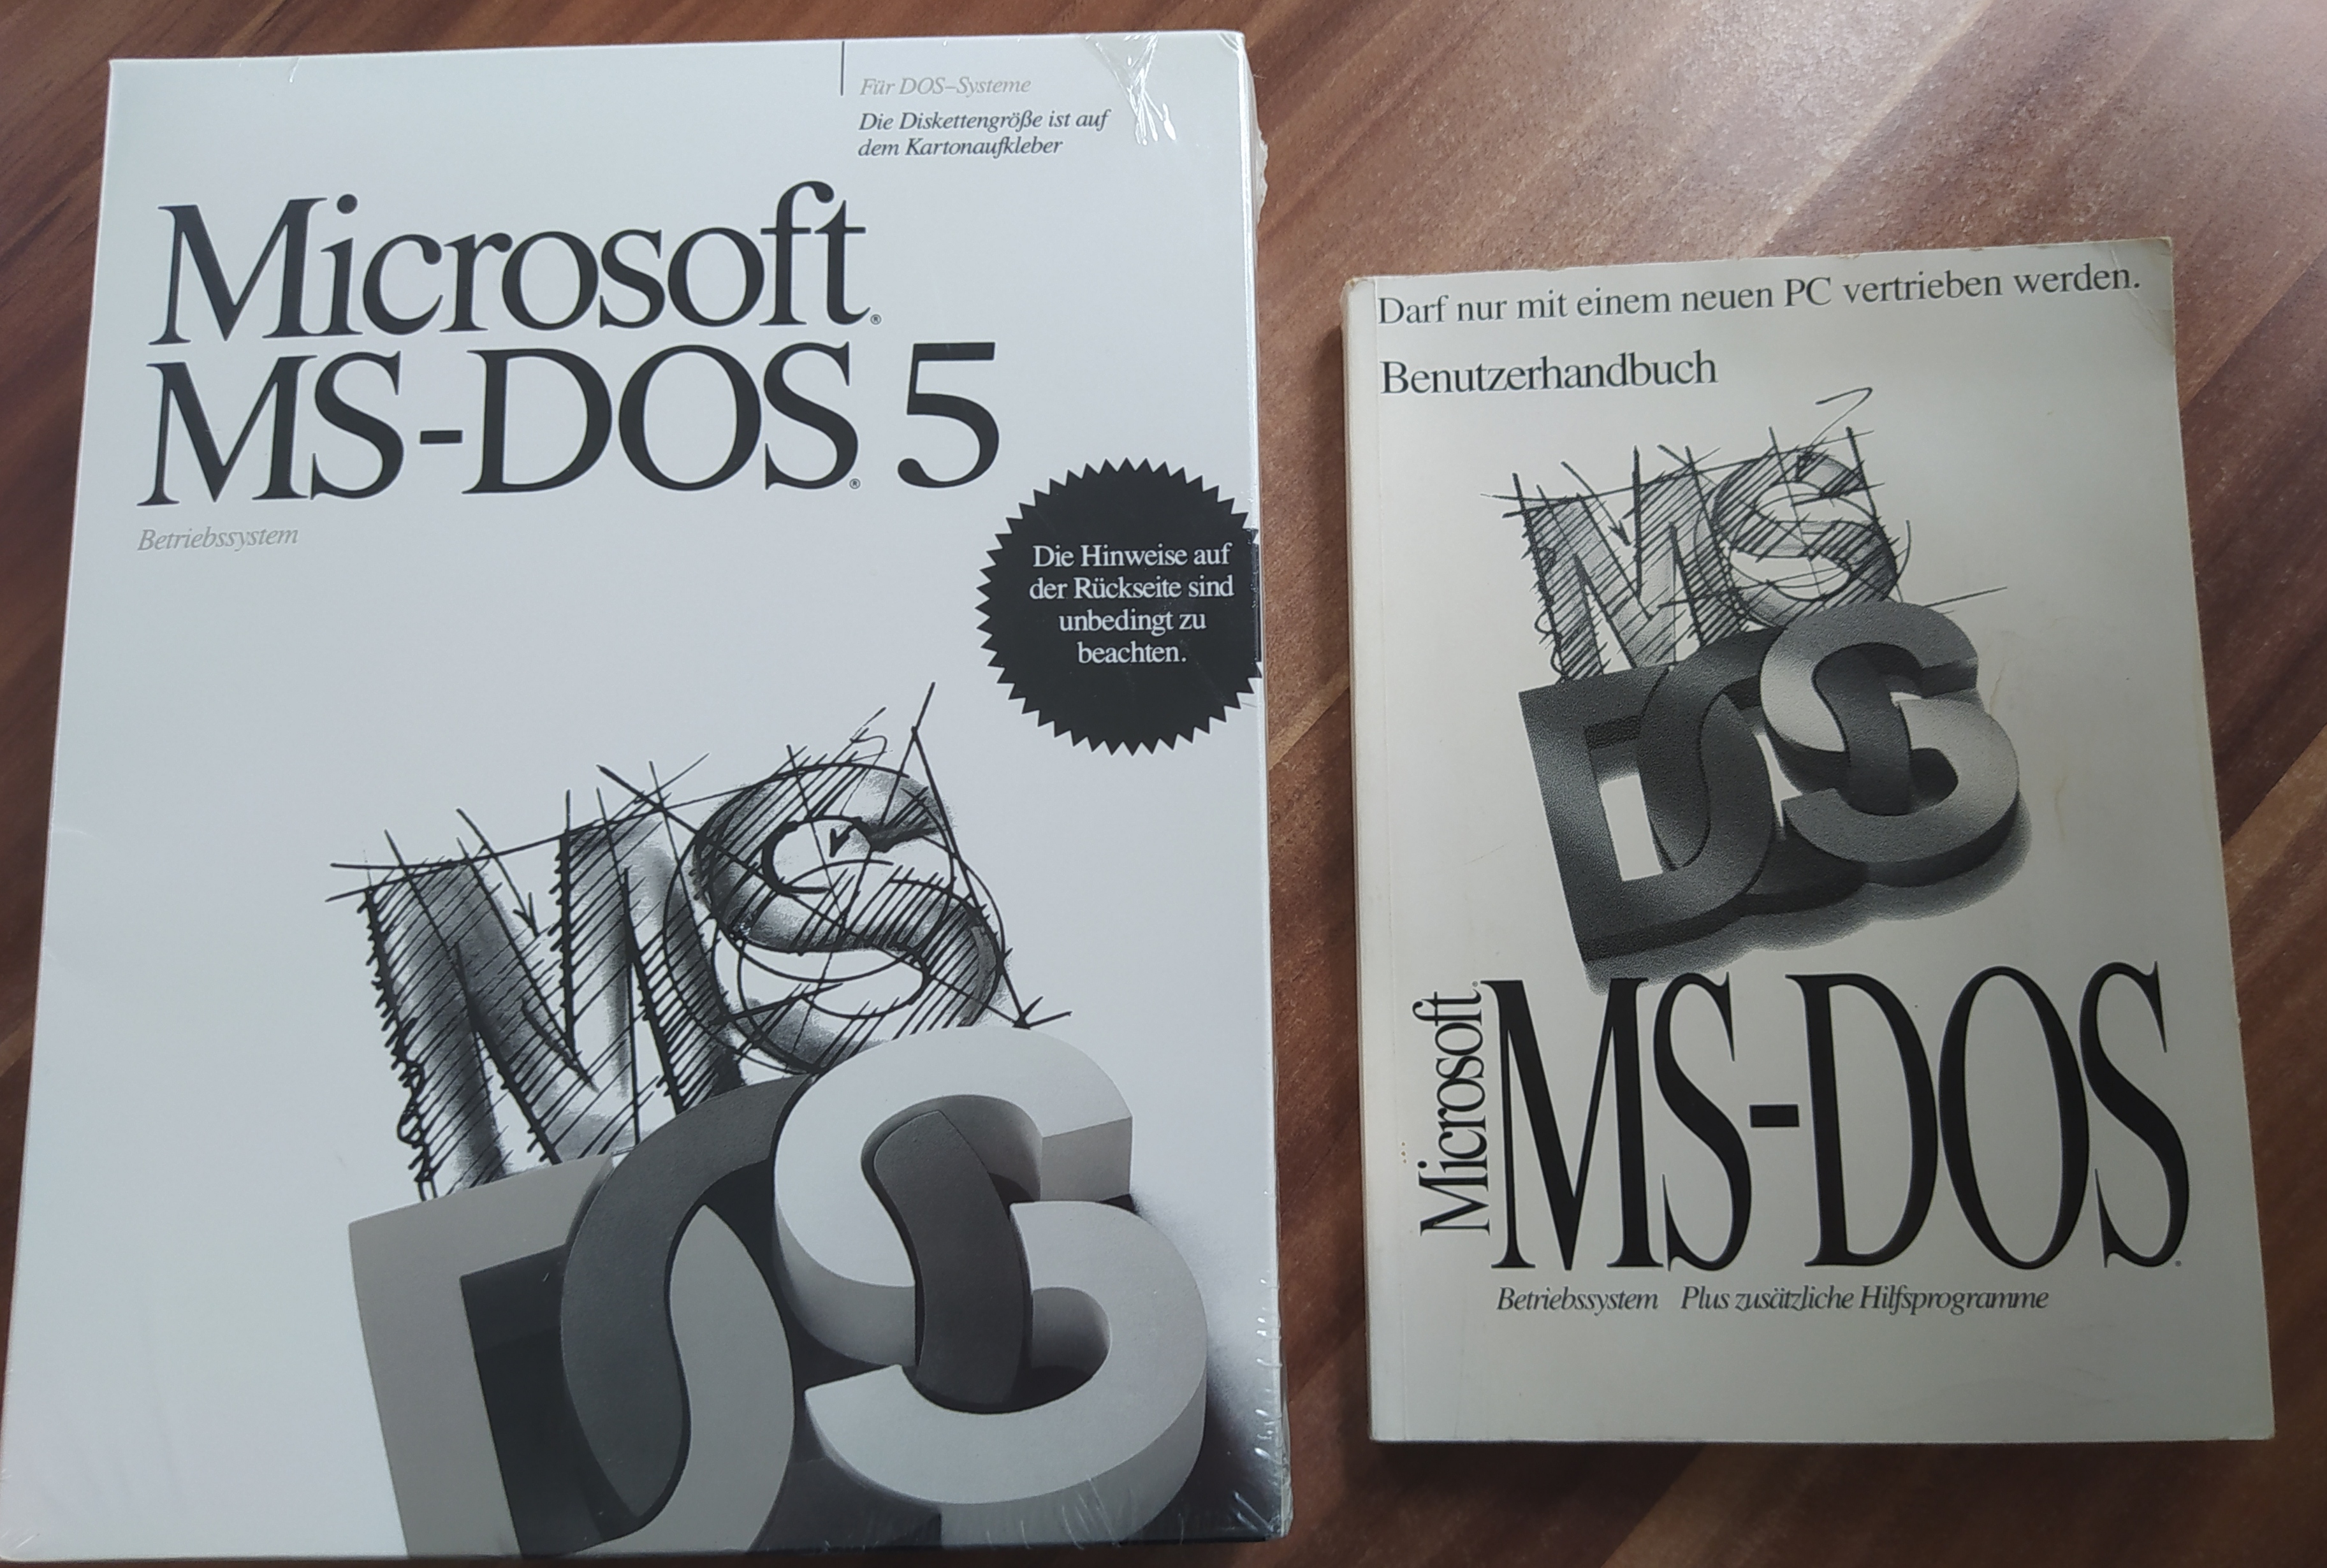 Für DOS–Systeme
Die Diskettengröße ist auf
dem Kartonaufkleber
Microsoft®
MS-DOS® 5
Betriebssystem
Die Hinweise auf
der Rückseite sind
unbedingt zu
beachten.
MS
DOS
Darf nur mit einem neuen PC vertrieben werden.
Benutzerhandbuch
MS
DOS
Microsoft®
MS-DOS®
Betriebssystem Plus zusätzliche Hilfsprogramme